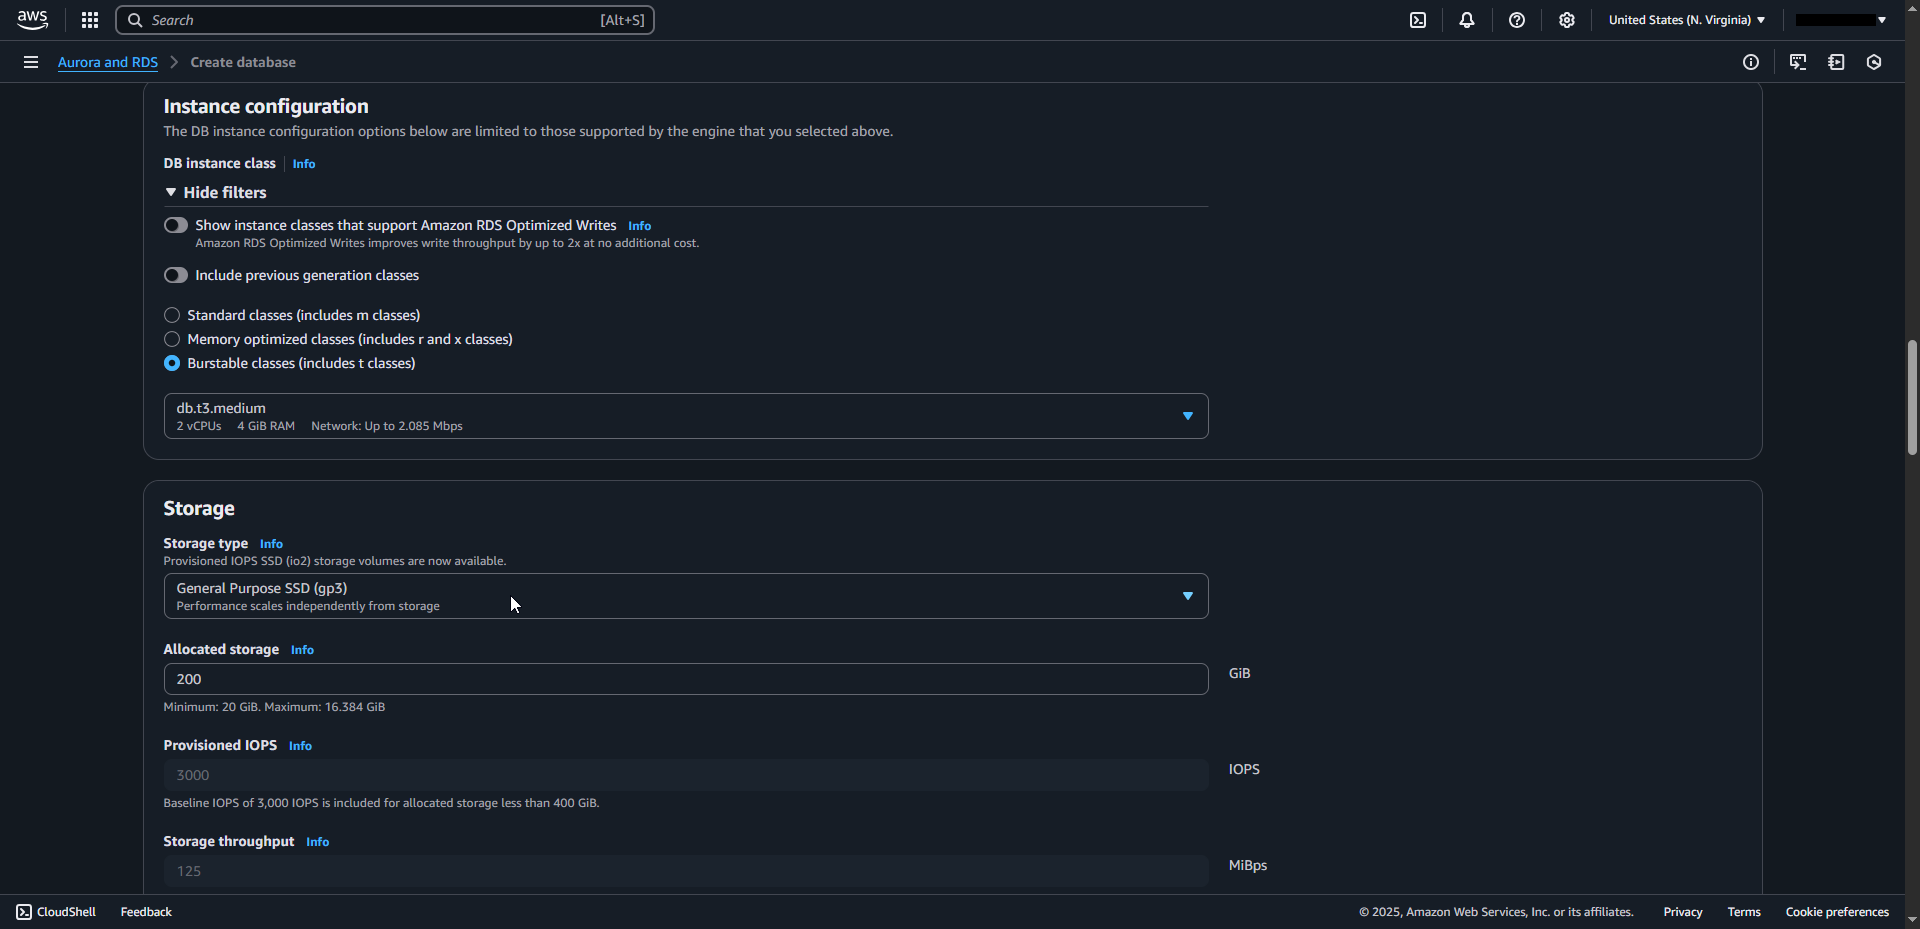 aws
Search [Alt+S]
United States (N. Virginia)
Aurora and RDS
Create database
Instance configuration
The DB instance configuration options below are limited to those supported by the engine that you selected above.
DB instance class Info
Hide filters
Show instance classes that support Amazon RDS Optimized Writes Info
Amazon RDS Optimized Writes improves write throughput by up to 2x at no additional cost.
Include previous generation classes
Standard classes (includes m classes)
Memory optimized classes (includes r and x classes)
Burstable classes (includes t classes)
db.t3.medium
2 vCPUs 4 GiB RAM Network: Up to 2.085 Mbps
Storage
Storage type Info
Provisioned IOPS SSD (io2) storage volumes are now available.
General Purpose SSD (gp3)
Performance scales independently from storage
Allocated storage Info
200 GiB
Minimum: 20 GiB. Maximum: 16.384 GiB
Provisioned IOPS Info
3000 IOPS
Baseline IOPS of 3,000 IOPS is included for allocated storage less than 400 GiB.
Storage throughput Info
125 MiBps
CloudShell Feedback © 2025, Amazon Web Services, Inc. or its affiliates. Privacy Terms Cookie preferences